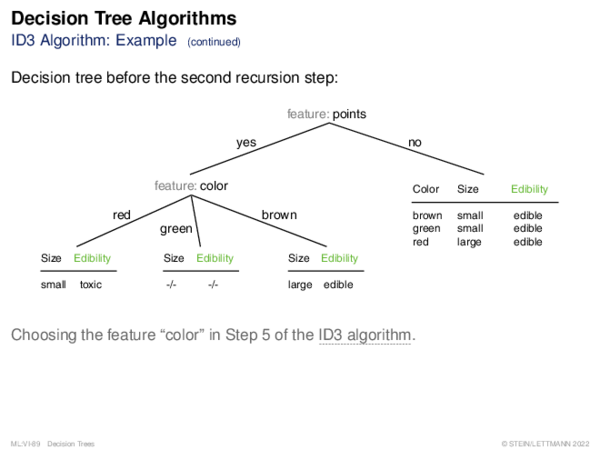 Decision Tree Algorithms
ID3 Algorithm: Example (continued)
Decision tree before the second recursion step:
feature: points
yes
no
feature: color
Color Size Edibility
brown small edible
green small edible
red large edible
red
green
brown
Size Edibility
small toxic
Size Edibility
-/- -/-
Size Edibility
large edible
Choosing the feature “color” in Step 5 of the ID3 algorithm.
ML:VI-89 Decision Trees
© STEIN/LETTMANN 2022